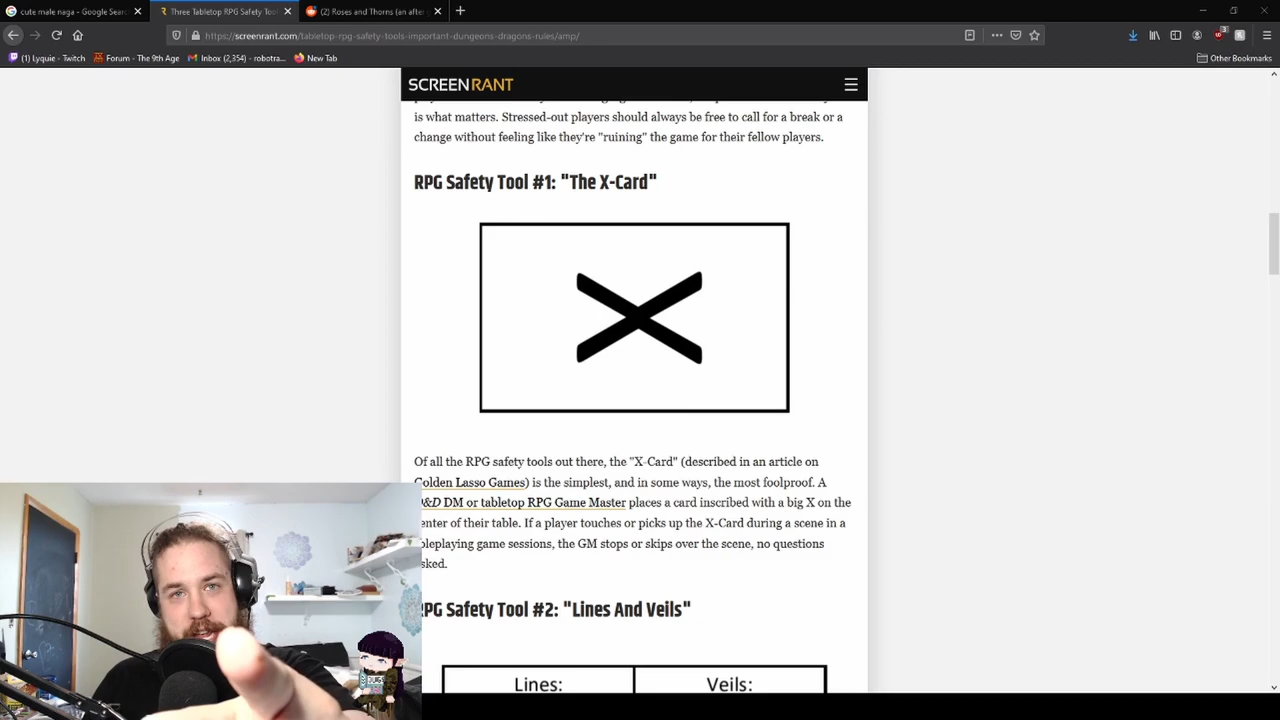 cute male naga - Google Sear
Three Tabletop RPG Safety Tool
(2) Roses and Thorns (an after
https://screenrant.com/tabletop-rpg-safety-tools-important-dungeons-dragons-rules/amp/
(1) Lyquie - Twitch
Forum - The 9th Age
Inbox (2,354) - robotra...
New Tab
Other Bookmarks
SCREENRANT
is what matters. Stressed-out players should always be free to call for a break or a
change without feeling like they're "ruining" the game for their fellow players.
RPG Safety Tool #1: "The X-Card"
X
Of all the RPG safety tools out there, the "X-Card" (described in an article on
Golden Lasso Games) is the simplest, and in some ways, the most foolproof. A
D&D DM or tabletop RPG Game Master places a card inscribed with a big X on the
center of their table. If a player touches or picks up the X-Card during a scene in a
roleplaying game sessions, the GM stops or skips over the scene, no questions
asked.
RPG Safety Tool #2: "Lines And Veils"
Lines: Veils: